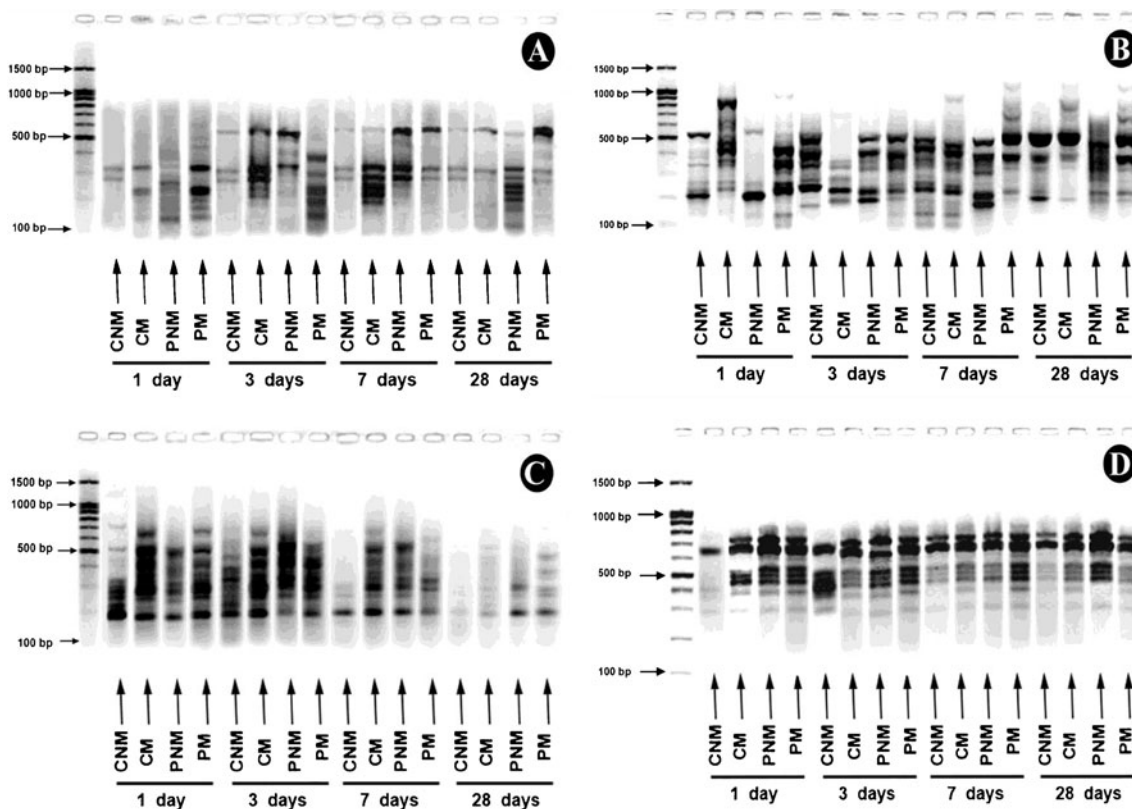 A
1500 bp
1000 bp
500 bp
100 bp
CNM CM PNM PM CNM CM PNM PM CNM CM PNM PM CNM CM PNM PM
1 day 3 days 7 days 28 days
B
1500 bp
1000 bp
500 bp
100 bp
CNM CM PNM PM CNM CM PNM PM CNM CM PNM PM CNM CM PNM PM
1 day 3 days 7 days 28 days
C
1500 bp
1000 bp
500 bp
100 bp
CNM CM PNM PM CNM CM PNM PM CNM CM PNM PM CNM CM PNM PM
1 day 3 days 7 days 28 days
D
1500 bp
1000 bp
500 bp
100 bp
CNM CM PNM PM CNM CM PNM PM CNM CM PNM PM CNM CM PNM PM
1 day 3 days 7 days 28 days